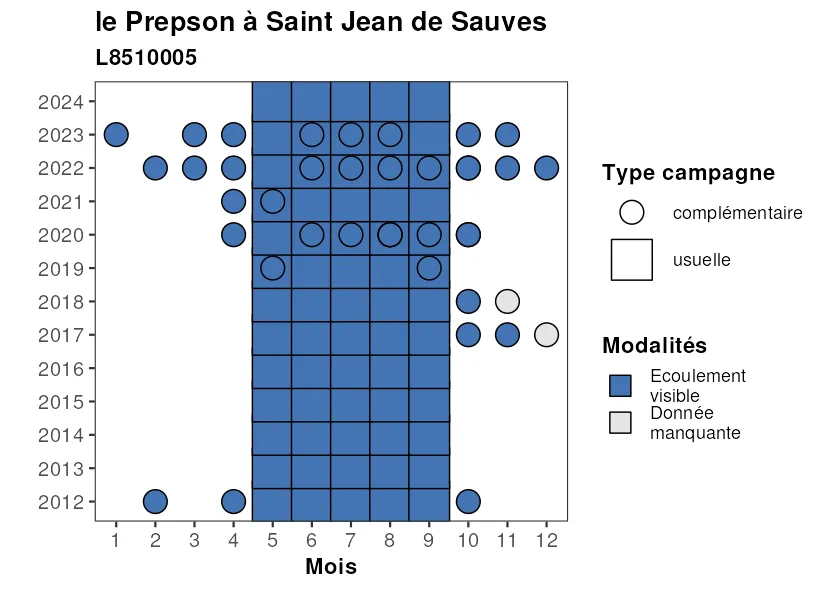 le Prepson à Saint Jean de Sauves
L8510005
2024
2023
2022
2021
2020
2019
2018
2017
2016
2015
2014
2013
2012
1 2 3 4 5 6 7 8 9 10 11 12
Mois
Type campagne
complémentaire
usuelle
Modalités
Ecoulement
visible
Donnée
manquante